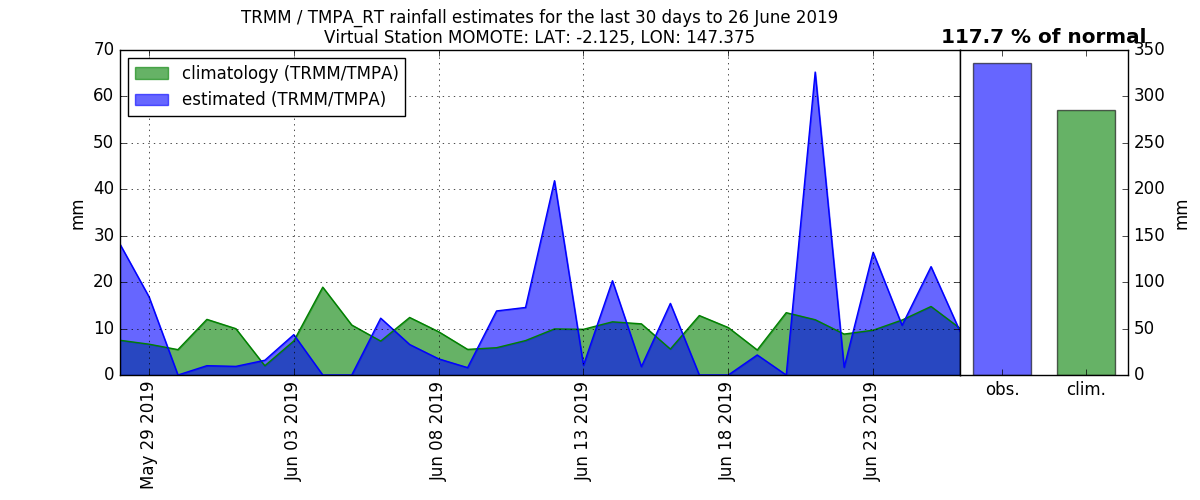 TRMM / TMPA_RT rainfall estimates for the last 30 days to 26 June 2019
Virtual Station MOMOTE: LAT: -2.125, LON: 147.375
117.7 % of normal
climatology (TRMM/TMPA)
estimated (TRMM/TMPA)
70
60
50
40
30
20
10
0
mm
May 29 2019
Jun 03 2019
Jun 08 2019
Jun 13 2019
Jun 18 2019
Jun 23 2019
obs.
clim.
350
300
250
200
150
100
50
0
mm